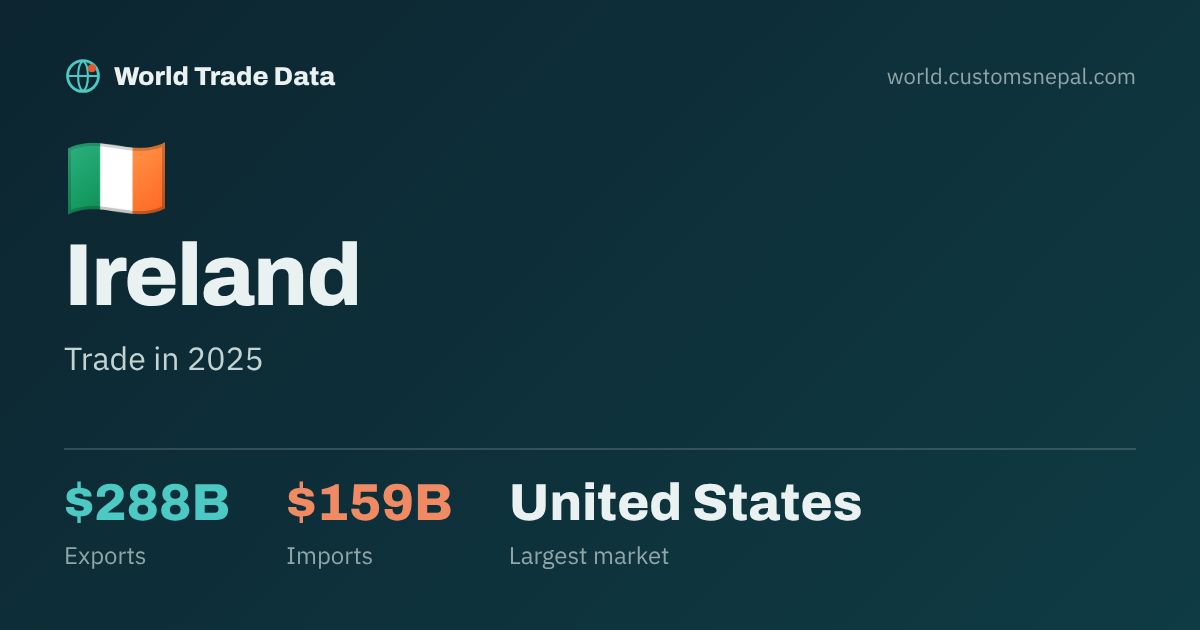 World Trade Data
world.customsnepal.com
Ireland
Trade in 2025
$288B
Exports
$159B
Imports
United States
Largest market